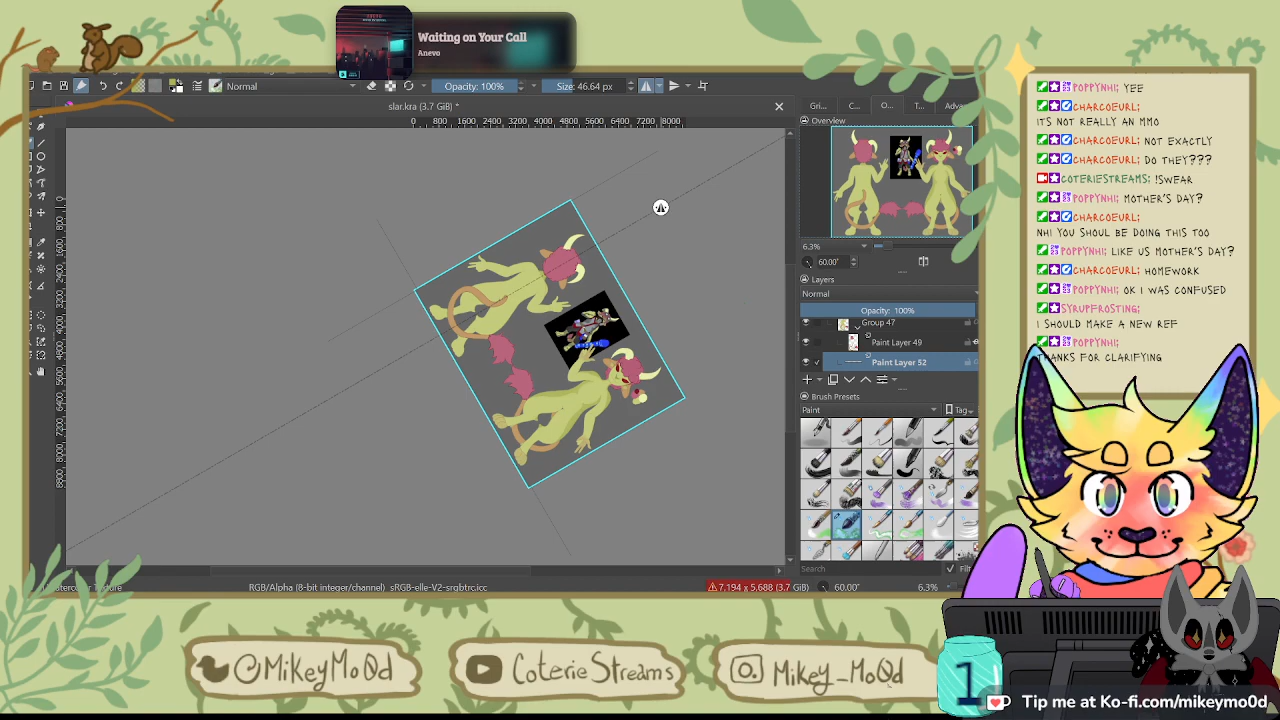 Waiting on Your Call
Anevo
Normal
Opacity: 100%
Size: 46.64 px
slar.kra (3.7 GiB) *
Gri...
C...
O...
T...
Adva
0 800 1600 2400 3200 4000 4800 5600 6400 7200 8000
Overview
6.3%
60.00°
Layers
Normal
Opacity: 100%
Group 47
Paint Layer 49
Paint Layer 52
Brush Presets
Paint
Tag
Search
Filt
RGB/Alpha (8-bit integer/channel) sRGB-elle-V2-srgbtrc.icc
7,194 x 5,688 (3.7 GiB)
60.00°
6.3%
POPPYNHI: YEE
CHARCOEURL:
IT'S NOT REALLY AN MMO
CHARCOEURL: NOT EXACTLY
CHARCOEURL: DO THEY???
COTERIESTREAMS: !SWEAR
POPPYNHI: MOTHER'S DAY?
CHARCOEURL:
NHI YOU SHOULD BE DOING THIS TOO
POPPYNHI: LIKE US MOTHER'S DAY?
CHARCOEURL: HOMEWORK
POPPYNHI: OK I WAS CONFUSED
SYRUPFROSTING:
I SHOULD MAKE A NEW REF
POPPYNHI:
THANKS FOR CLARIFYING
@MikeyMo0d
CoterieStreams
Mikey_Mo0d
1
Tip me at Ko-fi.com/mikeymo0d